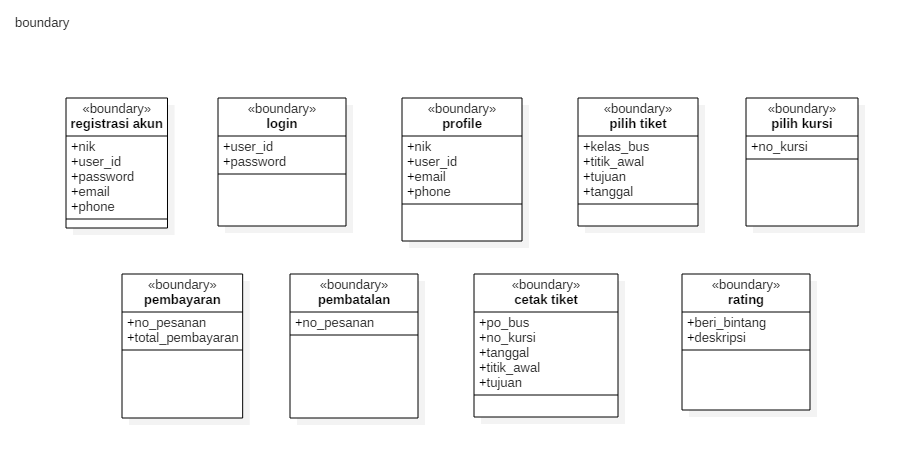 boundary
«boundary»
registrasi akun
+nik
+user_id
+password
+email
+phone
«boundary»
login
+user_id
+password
«boundary»
profile
+nik
+user_id
+email
+phone
«boundary»
pilih tiket
+kelas_bus
+titik_awal
+tujuan
+tanggal
«boundary»
pilih kursi
+no_kursi
«boundary»
pembayaran
+no_pesanan
+total_pembayaran
«boundary»
pembatalan
+no_pesanan
«boundary»
cetak tiket
+po_bus
+no_kursi
+tanggal
+titik_awal
+tujuan
«boundary»
rating
+beri_bintang
+deskripsi